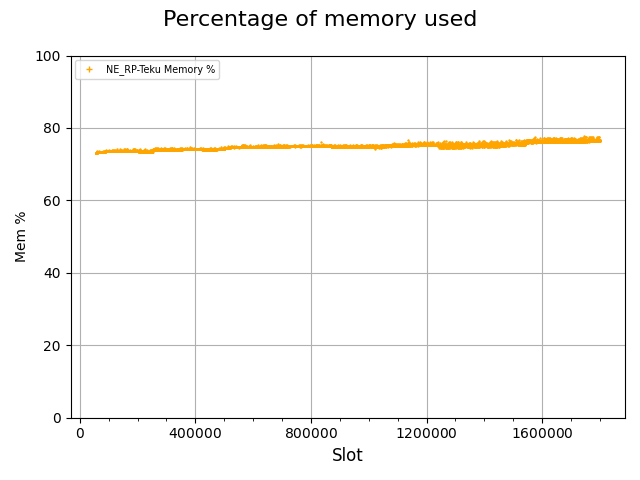 Percentage of memory used
NE_RP-Teku Memory %
100
80
60
40
20
0
Mem %
0
400000
800000
1200000
1600000
Slot